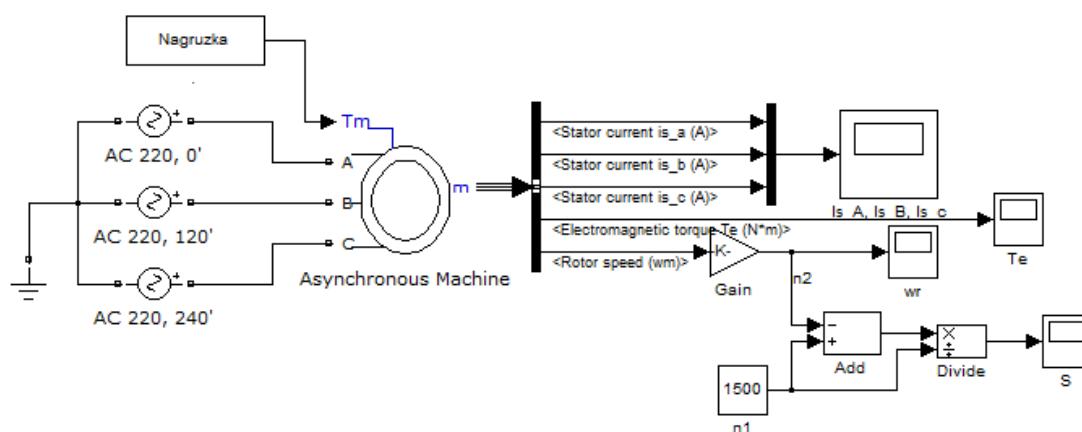 Nagruzka
AC 220, 0'
AC 220, 120'
AC 220, 240'
Tm
A
B
C
m
Asynchronous Machine
<Stator current is_a (A)>
<Stator current is_b (A)>
<Stator current is_c (A)>
<Electromagnetic torque Te (N*m)>
<Rotor speed (wm)>
Is_A, Is_B, Is_c
Te
K-
Gain
n2
wr
Add
Divide
S
1500
n1